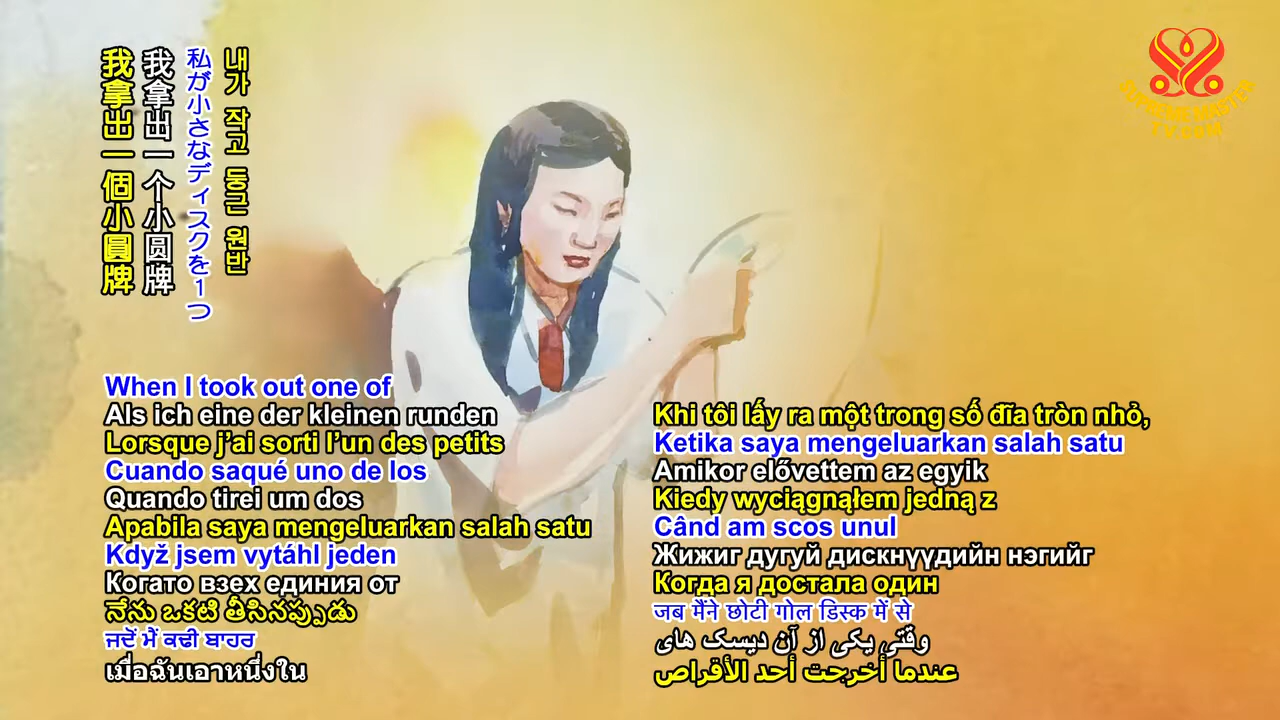 我拿出一個小圓牌
我拿出一个小圆牌
私が小さなディスクを1つ
내가 작고 둥근 원반
SUPREME MASTER
TV.COM
When I took out one of
Als ich eine der kleinen runden
Lorsque j’ai sorti l’un des petits
Cuando saqué uno de los
Quando tirei um dos
Apabila saya mengeluarkan salah satu
Když jsem vytáhl jeden
Когато взех единия от
నేను ఒకటి తీసినప్పుడు
ਜਦੋਂ ਮੈਂ ਕਢੀ ਬਾਹਰ
เมื่อฉันเอาหนึ่งใน
Khi tôi lấy ra một trong số đĩa tròn nhỏ,
Ketika saya mengeluarkan salah satu
Amikor elővettem az egyik
Kiedy wyciągnąłem jedną z
Când am scos unul
Жижиг дугуй дискнүүдийн нэгийг
Когда я достала один
जब मैंने छोटी गोल डिस्क में से
وقتی یکی از آن دیسک های
عندما أخرجت أحد الأقراص